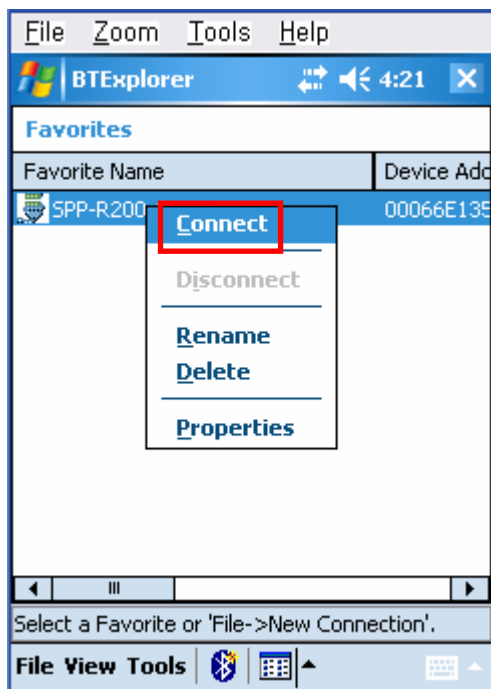 File Zoom Tools Help
BTExplorer 4:21
Favorites
Favorite Name Device Add
SPP-R200 00066E135
Connect
Disconnect
Rename
Delete
Properties
Select a Favorite or 'File->New Connection'.
File View Tools